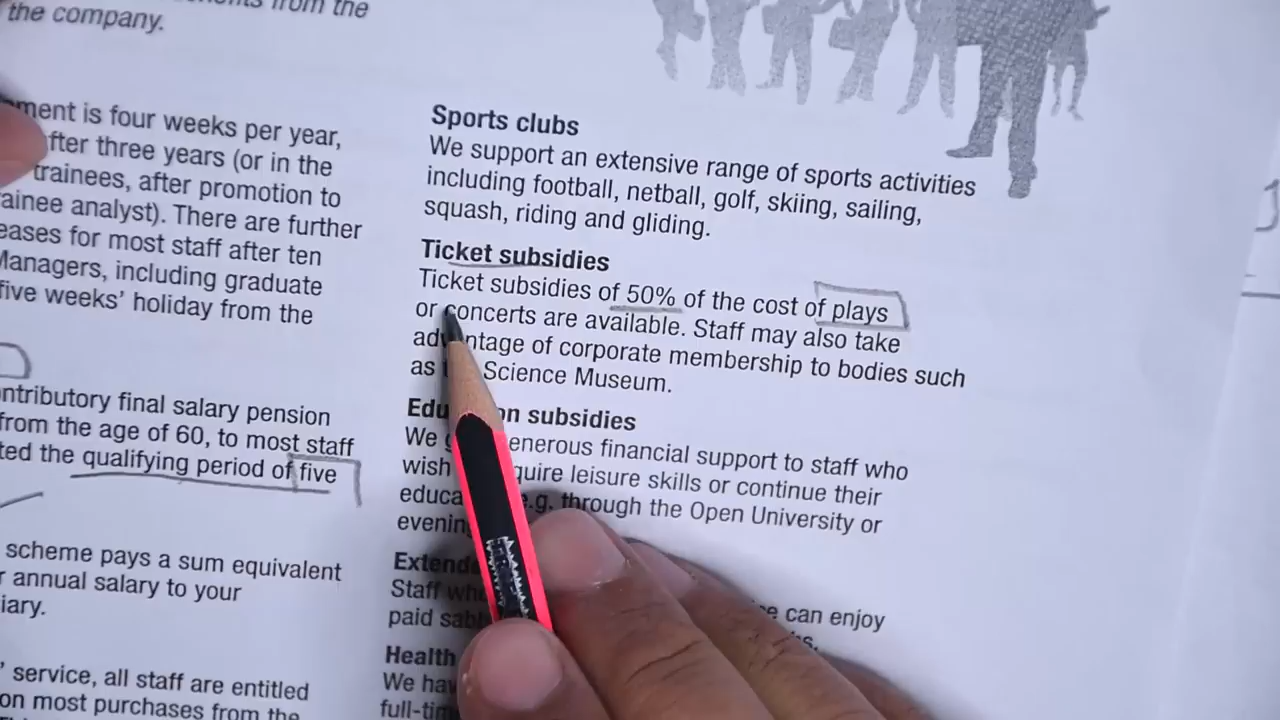 from the
the company.
ment is four weeks per year,
after three years (or in the
trainees, after promotion to
ainee analyst). There are further
eases for most staff after ten
Managers, including graduate
five weeks' holiday from the
ntributory final salary pension
from the age of 60, to most staff
ted the qualifying period of five
scheme pays a sum equivalent
r annual salary to your
iary.
' service, all staff are entitled
on most purchases from the
Sports clubs
We support an extensive range of sports activities
including football, netball, golf, skiing, sailing,
squash, riding and gliding.
Ticket subsidies
Ticket subsidies of 50% of the cost of plays
or concerts are available. Staff may also take
advantage of corporate membership to bodies such
as Science Museum.
subsidies
We enerous financial support to staff who
wish quire leisure skills or continue their
educa e.g. through the Open University or
evening
Extend
Staff who can enjoy
paid sab
Health
We hav
full-tim